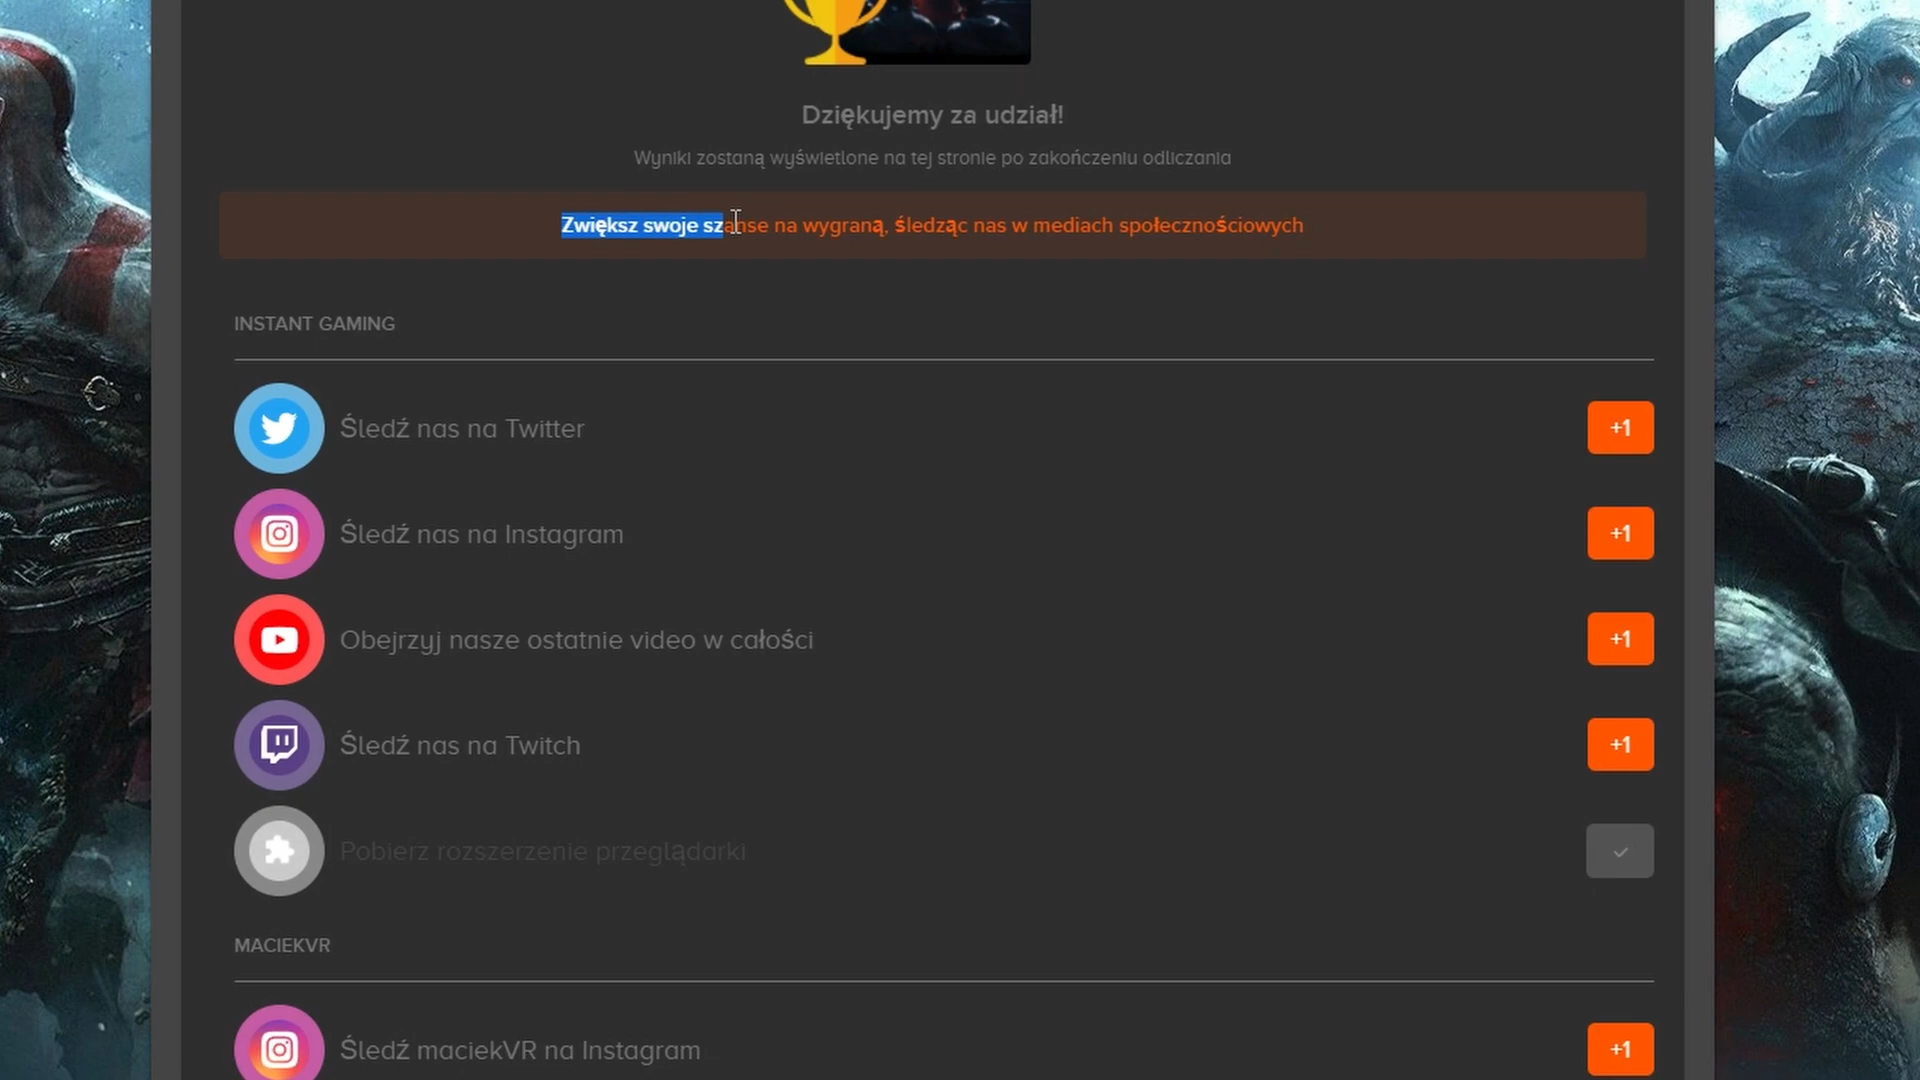 Dziękujemy za udział!
Wyniki zostaną wyświetlone na tej stronie po zakończeniu odliczania
Zwiększ swoje szanse na wygraną, śledząc nas w mediach społecznościowych
INSTANT GAMING
Śledź nas na Twitter
+1
Śledź nas na Instagram
+1
Obejrzyj nasze ostatnie video w całości
+1
Śledź nas na Twitch
+1
Pobierz rozszerzenie przeglądarki
MACIEKVR
Śledź maciekVR na Instagram
+1